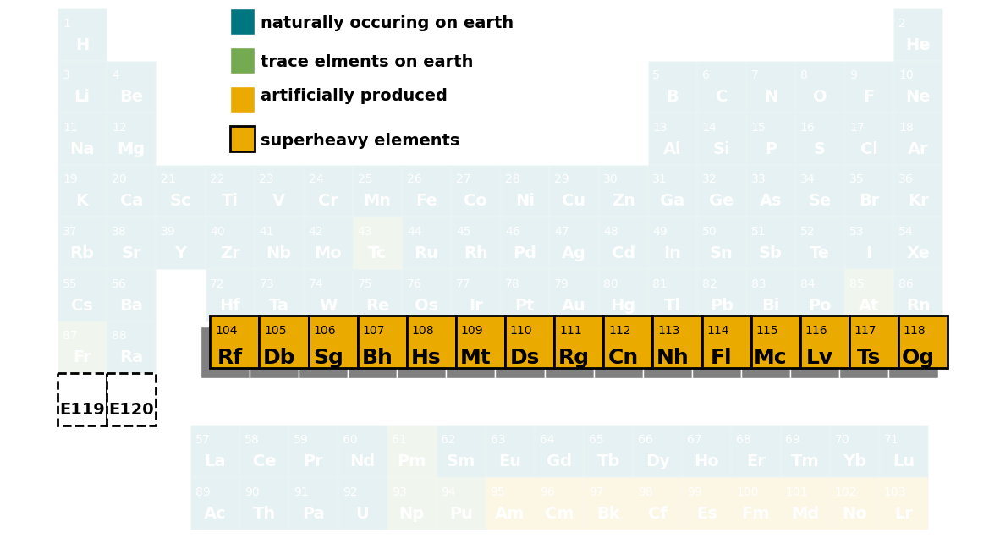 naturally occuring on earth
1 2
H He
trace elments on earth
3 4 5 6 7 8 9 10
Li Be B C N O F Ne
artificially produced
11 12 13 14 15 16 17 18
superheavy elements
Na Mg Al Si P S Cl Ar
19 20 21 22 23 24 25 26 27 28 29 30 31 32 33 34 35 36
K Ca Sc Ti V Cr Mn Fe Co Ni Cu Zn Ga Ge As Se Br Kr
37 38 39 40 41 42 43 44 45 46 47 48 49 50 51 52 53 54
Rb Sr Y Zr Nb Mo Tc Ru Rh Pd Ag Cd In Sn Sb Te I Xe
55 56 72 73 74 75 76 77 78 79 80 81 82 83 84 85 86
Cs Ba Hf Ta W Re Os Ir Pt Au Hg Tl Pb Bi Po At Rn
87 88 104 105 106 107 108 109 110 111 112 113 114 115 116 117 118
Fr Ra Rf Db Sg Bh Hs Mt Ds Rg Cn Nh Fl Mc Lv Ts Og
E119 E120
57 58 59 60 61 62 63 64 65 66 67 68 69 70 71
La Ce Pr Nd Pm Sm Eu Gd Tb Dy Ho Er Tm Yb Lu
89 90 91 92 93 94 95 96 97 98 99 100 101 102 103
Ac Th Pa U Np Pu Am Cm Bk Cf Es Fm Md No Lr